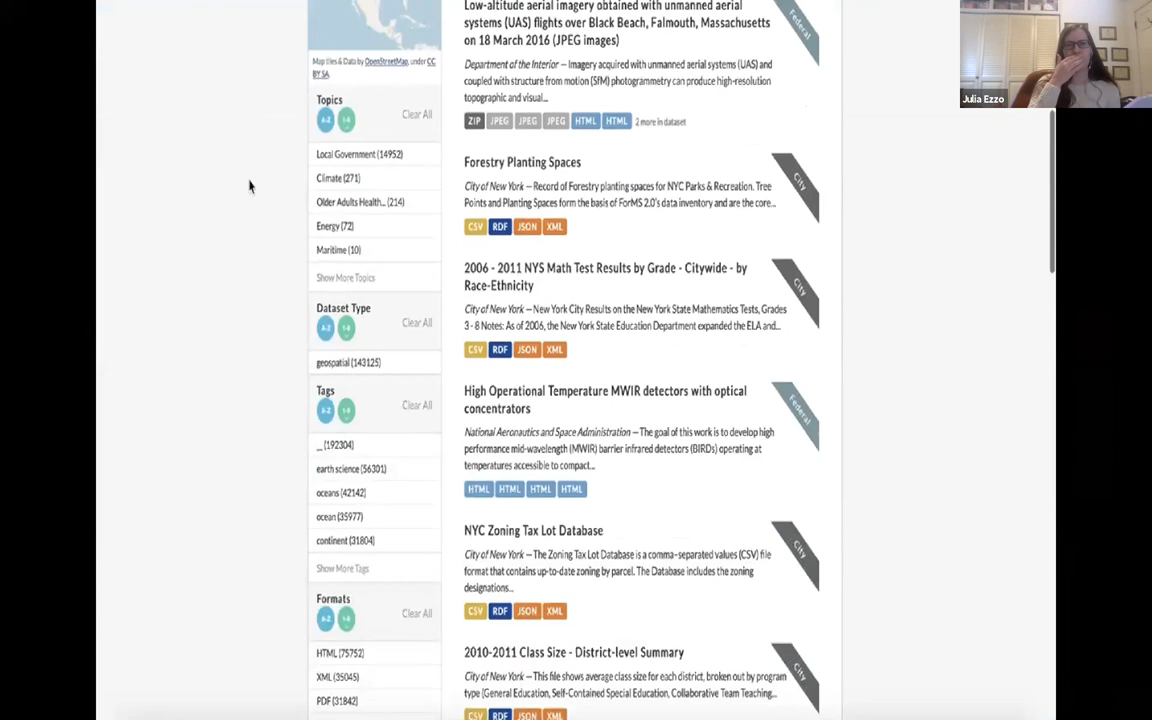 Map tiles & Data by OpenStreetMap, under CC
BY SA.
Topics
A-Z
1-9
Clear All
Local Government (14952)
Climate (271)
Older Adults Health... (214)
Energy (72)
Maritime (10)
Show More Topics
Dataset Type
A-Z
1-9
Clear All
geospatial (143125)
Tags
A-Z
1-9
Clear All
_ (192304)
earth science (56301)
oceans (42142)
ocean (35977)
continent (31804)
Show More Tags
Formats
A-Z
1-9
Clear All
HTML (75752)
XML (35045)
PDF (31842)
Low-altitude aerial imagery obtained with unmanned aerial
systems (UAS) flights over Black Beach, Falmouth, Massachusetts
on 18 March 2016 (JPEG images)
Federal
Department of the Interior — Imagery acquired with unmanned aerial systems (UAS) and
coupled with structure from motion (SfM) photogrammetry can produce high-resolution
topographic and visual...
ZIP JPEG JPEG JPEG HTML HTML 2 more in dataset
Forestry Planting Spaces
City
City of New York — Record of Forestry planting spaces for NYC Parks & Recreation. Tree
Points and Planting Spaces form the basis of ForMS 2.0's data inventory and are the core...
CSV RDF JSON XML
2006 - 2011 NYS Math Test Results by Grade - Citywide - by
Race-Ethnicity
City
City of New York — New York City Results on the New York State Mathematics Tests, Grades
3 - 8 Notes: As of 2006, the New York State Education Department expanded the ELA and...
CSV RDF JSON XML
High Operational Temperature MWIR detectors with optical
concentrators
Federal
National Aeronautics and Space Administration — The goal of this work is to develop high
performance mid-wavelength (MWIR) barrier infrared detectors (BIRDs) operating at
temperatures accessible to compact...
HTML HTML HTML HTML
NYC Zoning Tax Lot Database
City
City of New York — The Zoning Tax Lot Database is a comma-separated values (CSV) file
format that contains up-to-date zoning by parcel. The Database includes the zoning
designations...
CSV RDF JSON XML
2010-2011 Class Size - District-level Summary
City
City of New York — This file shows average class size for each district, broken out by program
type (General Education, Self-Contained Special Education, Collaborative Team Teaching...
CSV RDF JSON XML
Julia Ezzo